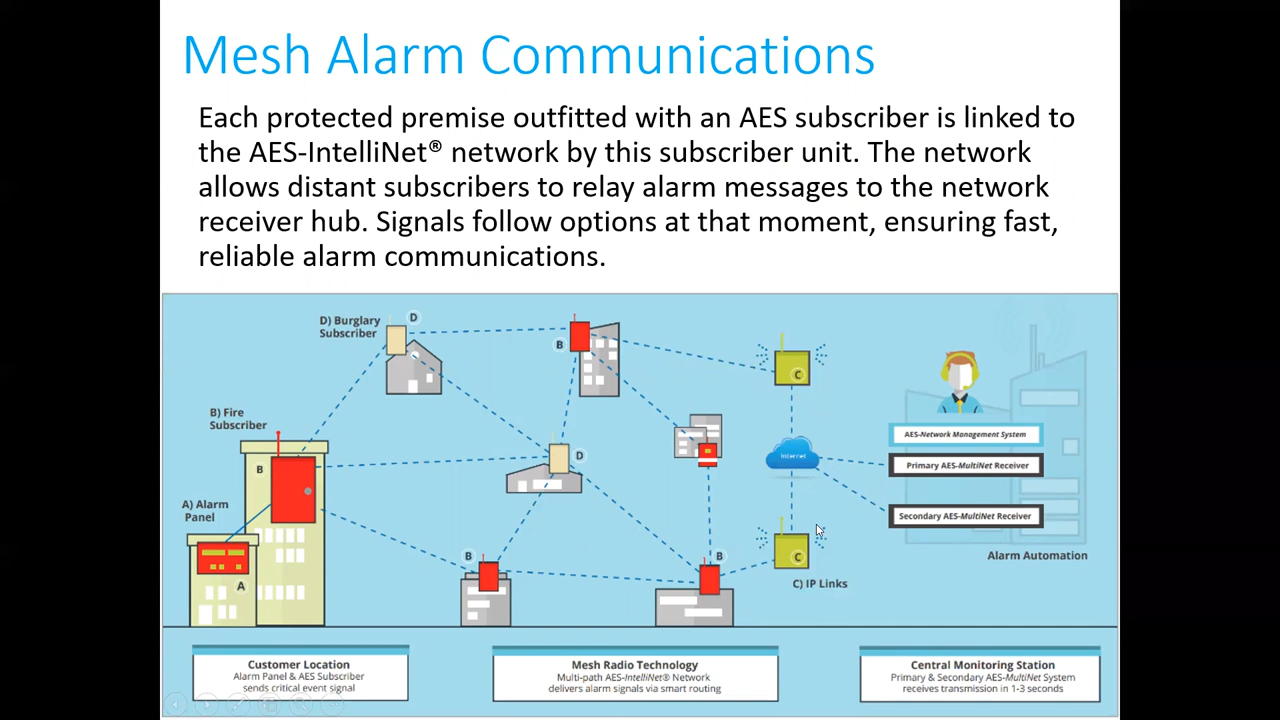 Mesh Alarm Communications
Each protected premise outfitted with an AES subscriber is linked to
the AES-IntelliNet® network by this subscriber unit. The network
allows distant subscribers to relay alarm messages to the network
receiver hub. Signals follow options at that moment, ensuring fast,
reliable alarm communications.
D) Burglary
Subscriber
D
B
C
B) Fire
Subscriber
B
D
Internet
AES-Network Management System
Primary AES-MultiNet Receiver
Secondary AES-MultiNet Receiver
Alarm Automation
A) Alarm
Panel
A
B
B
C
C) IP Links
Customer Location
Alarm Panel & AES Subscriber
sends critical event signal
Mesh Radio Technology
Multi-path AES-IntelliNet® Network
delivers alarm signals via smart routing
Central Monitoring Station
Primary & Secondary AES-MultiNet System
receives transmission in 1-3 seconds